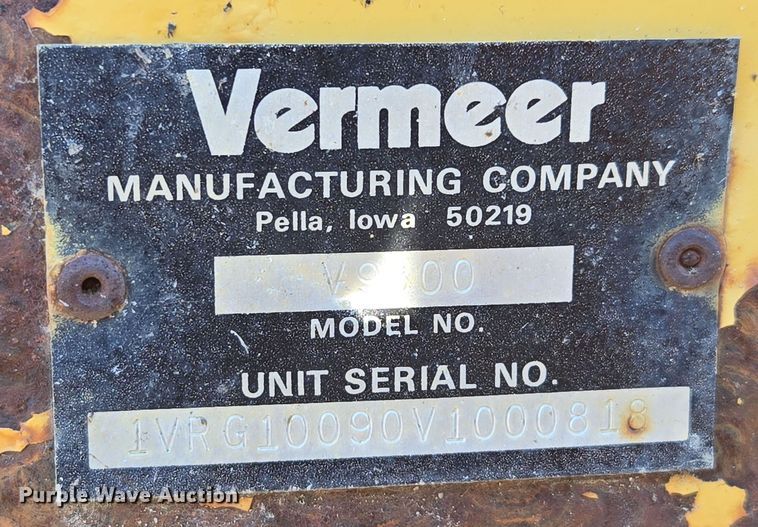 Vermeer
MANUFACTURING COMPANY
Pella, Iowa 50219
MODEL NO.
UNIT SERIAL NO.
1VRG10090V1000818
Purple Wave Auction